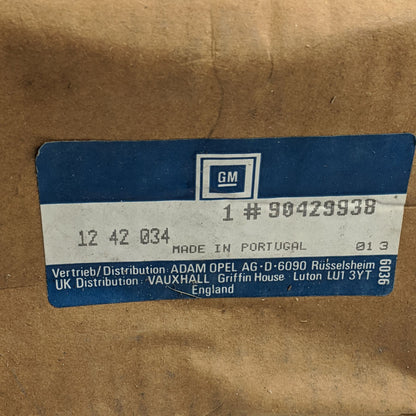 GM
1 # 90429938
12 42 034
MADE IN PORTUGAL 01 3
Vertrieb/Distribution: ADAM OPEL AG · D-6090 Rüsselsheim
UK Distribution: VAUXHALL Griffin House Luton LU1 3YT
England
6036